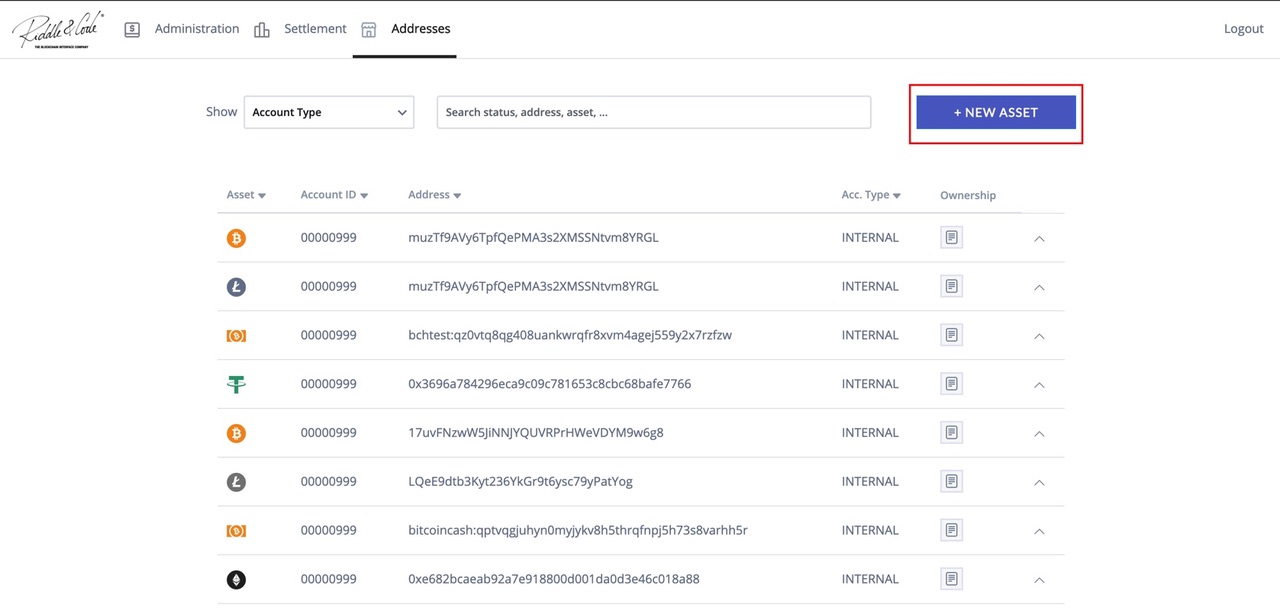 Riddle & Code
THE BLOCKCHAIN INTERFACE COMPANY
Administration Settlement Addresses Logout
Show Account Type Search status, address, asset, ... + NEW ASSET
Asset Account ID Address Acc. Type Ownership
00000999 muzTf9AVy6TpfQePMA3s2XMSSNtvm8YRGL INTERNAL
00000999 muzTf9AVy6TpfQePMA3s2XMSSNtvm8YRGL INTERNAL
00000999 bchtest:qz0vtq8qg408uankwrqfr8xvm4agej559y2x7rzfzw INTERNAL
00000999 0x3696a784296eca9c09c781653c8cbc68bafe7766 INTERNAL
00000999 17uvFNzwW5JiNNJYQUVRPrHWeVDYM9w6g8 INTERNAL
00000999 LQeE9dtb3Kyt236YkGr9t6ysc79yPatYog INTERNAL
00000999 bitcoincash:qptvqgjuhyn0myjykv8h5thrqfnpj5h73s8varhh5r INTERNAL
00000999 0xe682bcaeab92a7e918800d001da0d3e46c018a88 INTERNAL